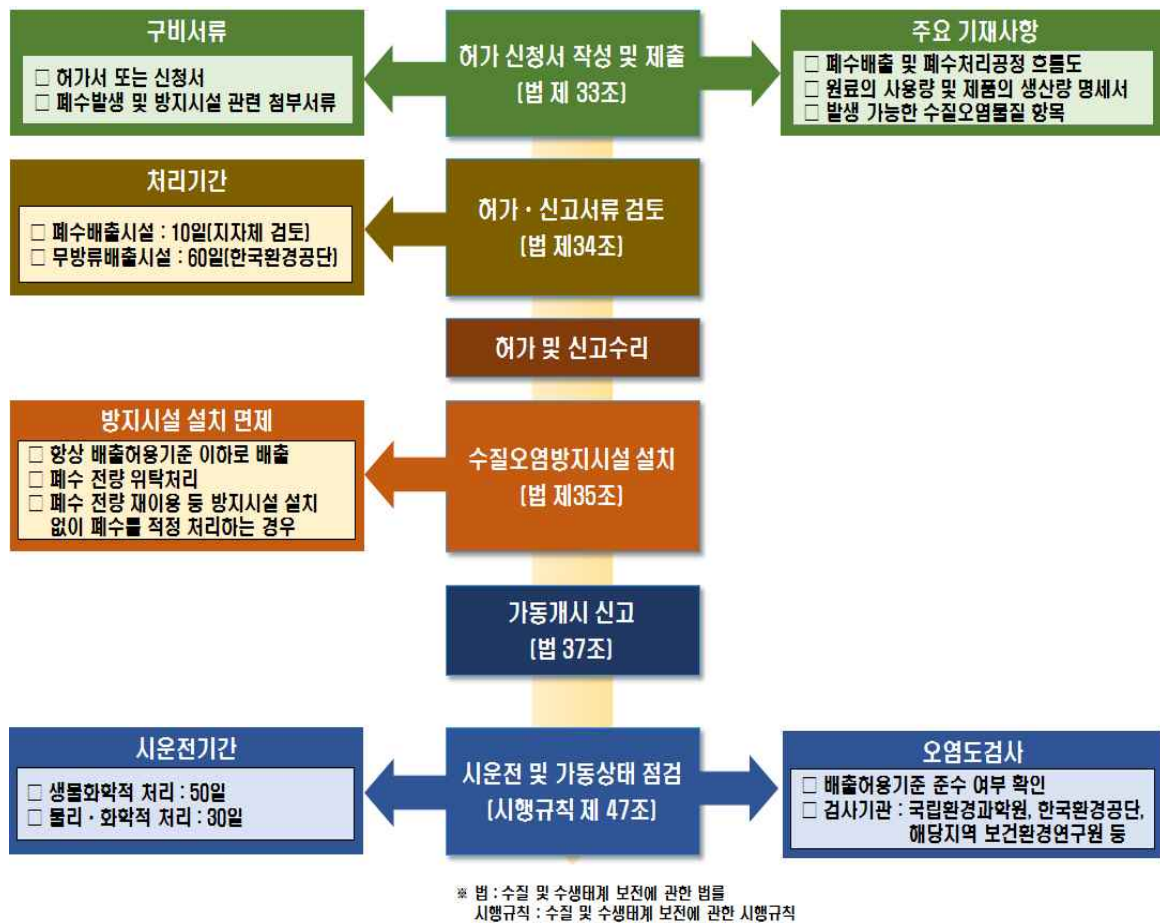 구비서류
□ 허가서 또는 신청서
□ 폐수발생 및 방지시설 관련 첨부서류
허가 신청서 작성 및 제출
(법 제 33조)
주요 기재사항
□ 폐수배출 및 폐수처리공정 흐름도
□ 원료의 사용량 및 제품의 생산량 명세서
□ 발생 가능한 수질오염물질 항목
처리기간
□ 폐수배출시설 : 10일(지자체 검토)
□ 무방류배출시설 : 60일(한국환경공단)
허가 · 신고서류 검토
(법 제34조)
허가 및 신고수리
방지시설 설치 면제
□ 항상 배출허용기준 이하로 배출
□ 폐수 전량 위탁처리
□ 폐수 전량 재이용 등 방지시설 설치
없이 폐수를 적정 처리하는 경우
수질오염방지시설 설치
(법 제35조)
가동개시 신고
(법 37조)
시운전기간
□ 생물화학적 처리 : 50일
□ 물리 · 화학적 처리 : 30일
시운전 및 가동상태 점검
(시행규칙 제 47조)
오염도검사
□ 배출허용기준 준수 여부 확인
□ 검사기관 : 국립환경과학원, 한국환경공단,
해당지역 보건환경연구원 등
※ 법 : 수질 및 수생태계 보전에 관한 법률
시행규칙 : 수질 및 수생태계 보전에 관한 시행규칙